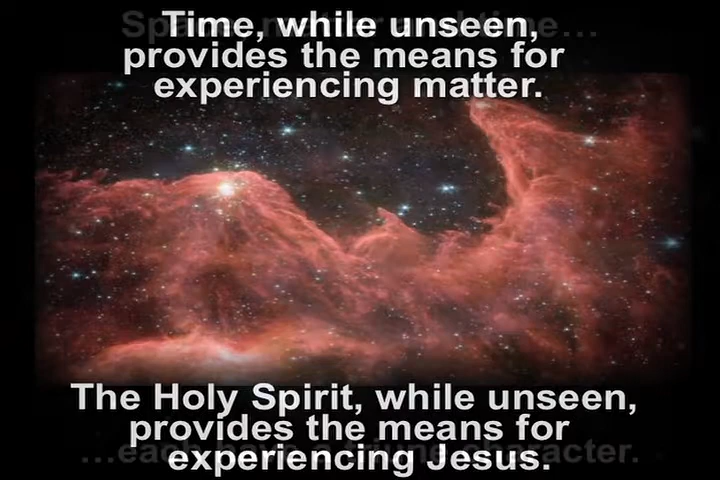 Time, while unseen,
provides the means for
experiencing matter.
The Holy Spirit, while unseen,
provides the means for
experiencing Jesus.